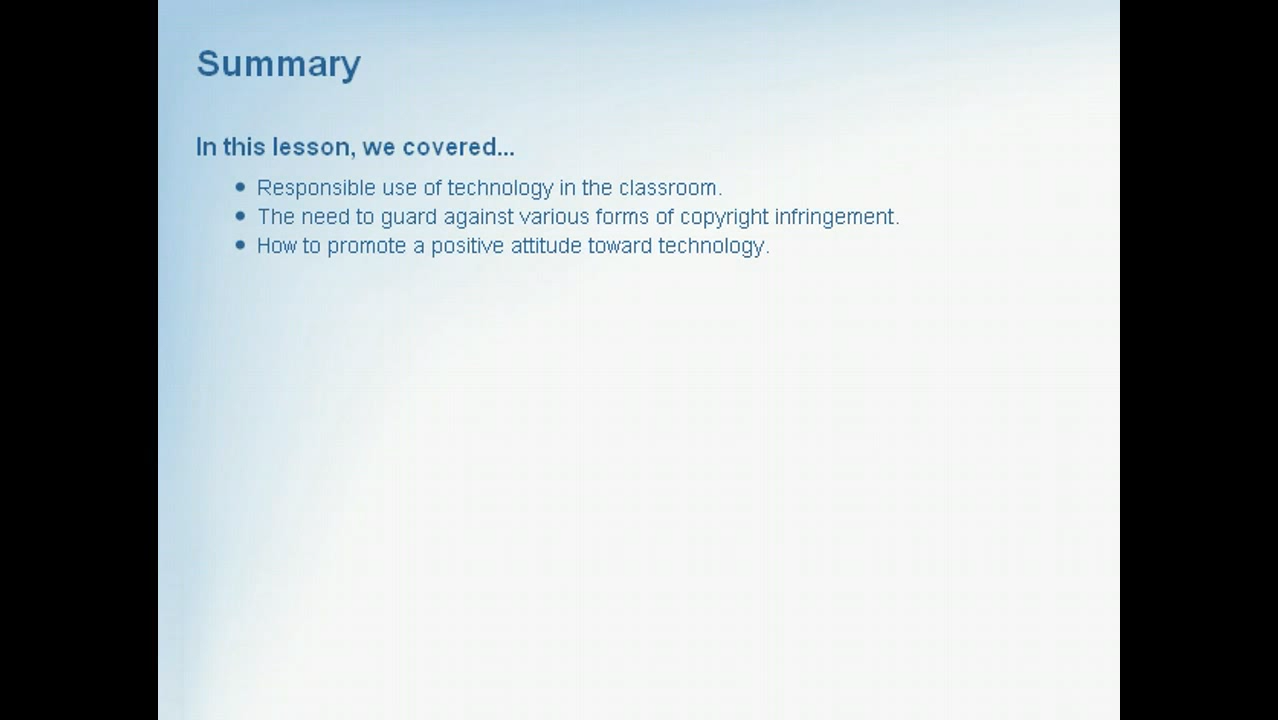 Summary
In this lesson, we covered...
● Responsible use of technology in the classroom.
● The need to guard against various forms of copyright infringement.
● How to promote a positive attitude toward technology.